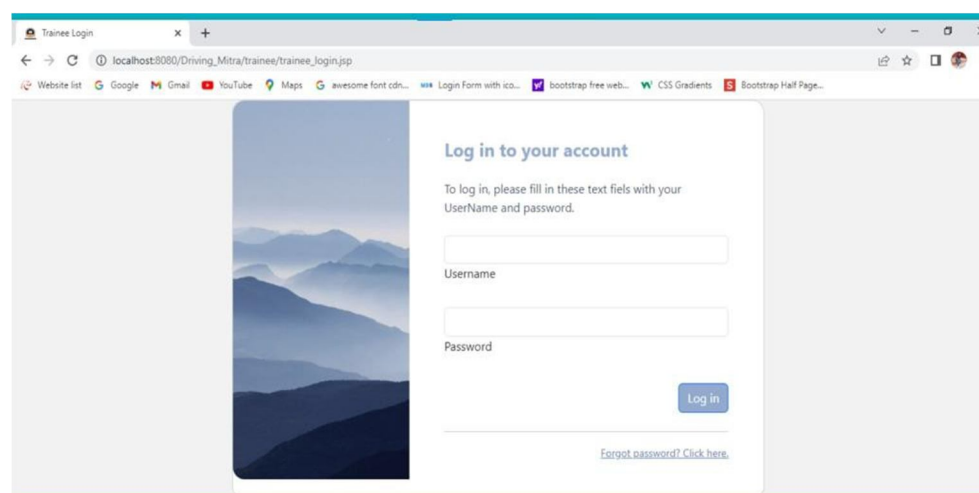 Trainee Login
localhost:8080/Driving_Mitra/trainee/trainee_login.jsp
Website list Google Gmail YouTube Maps awesome font cdn... Login Form with ico... bootstrap free web... CSS Gradients Bootstrap Half Page...
Log in to your account
To log in, please fill in these text fiels with your
UserName and password.
Username
Password
Log in
Forgot password? Click here.